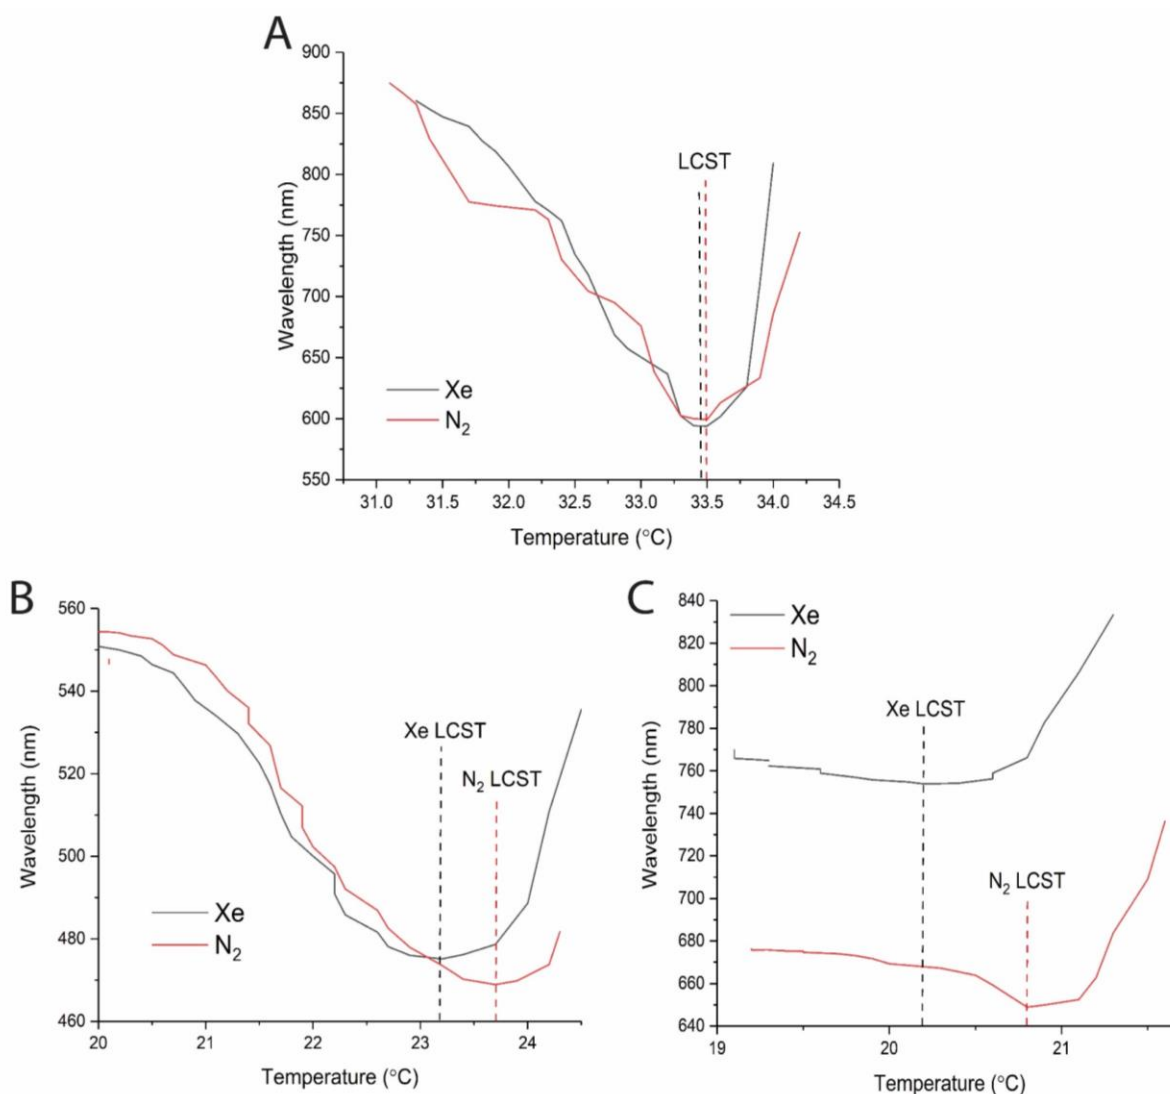 A
900
850
800
750
700
650
600
550
Wavelength (nm)
LCST
Xe
N₂
31.0 31.5 32.0 32.5 33.0 33.5 34.0 34.5
Temperature (°C)
B
560
540
520
500
480
460
Wavelength (nm)
Xe LCST
N₂ LCST
Xe
N₂
20 21 22 23 24
Temperature (°C)
C
840
820
800
780
760
740
720
700
680
660
640
Wavelength (nm)
Xe
N₂
Xe LCST
N₂ LCST
19 20 21
Temperature (°C)